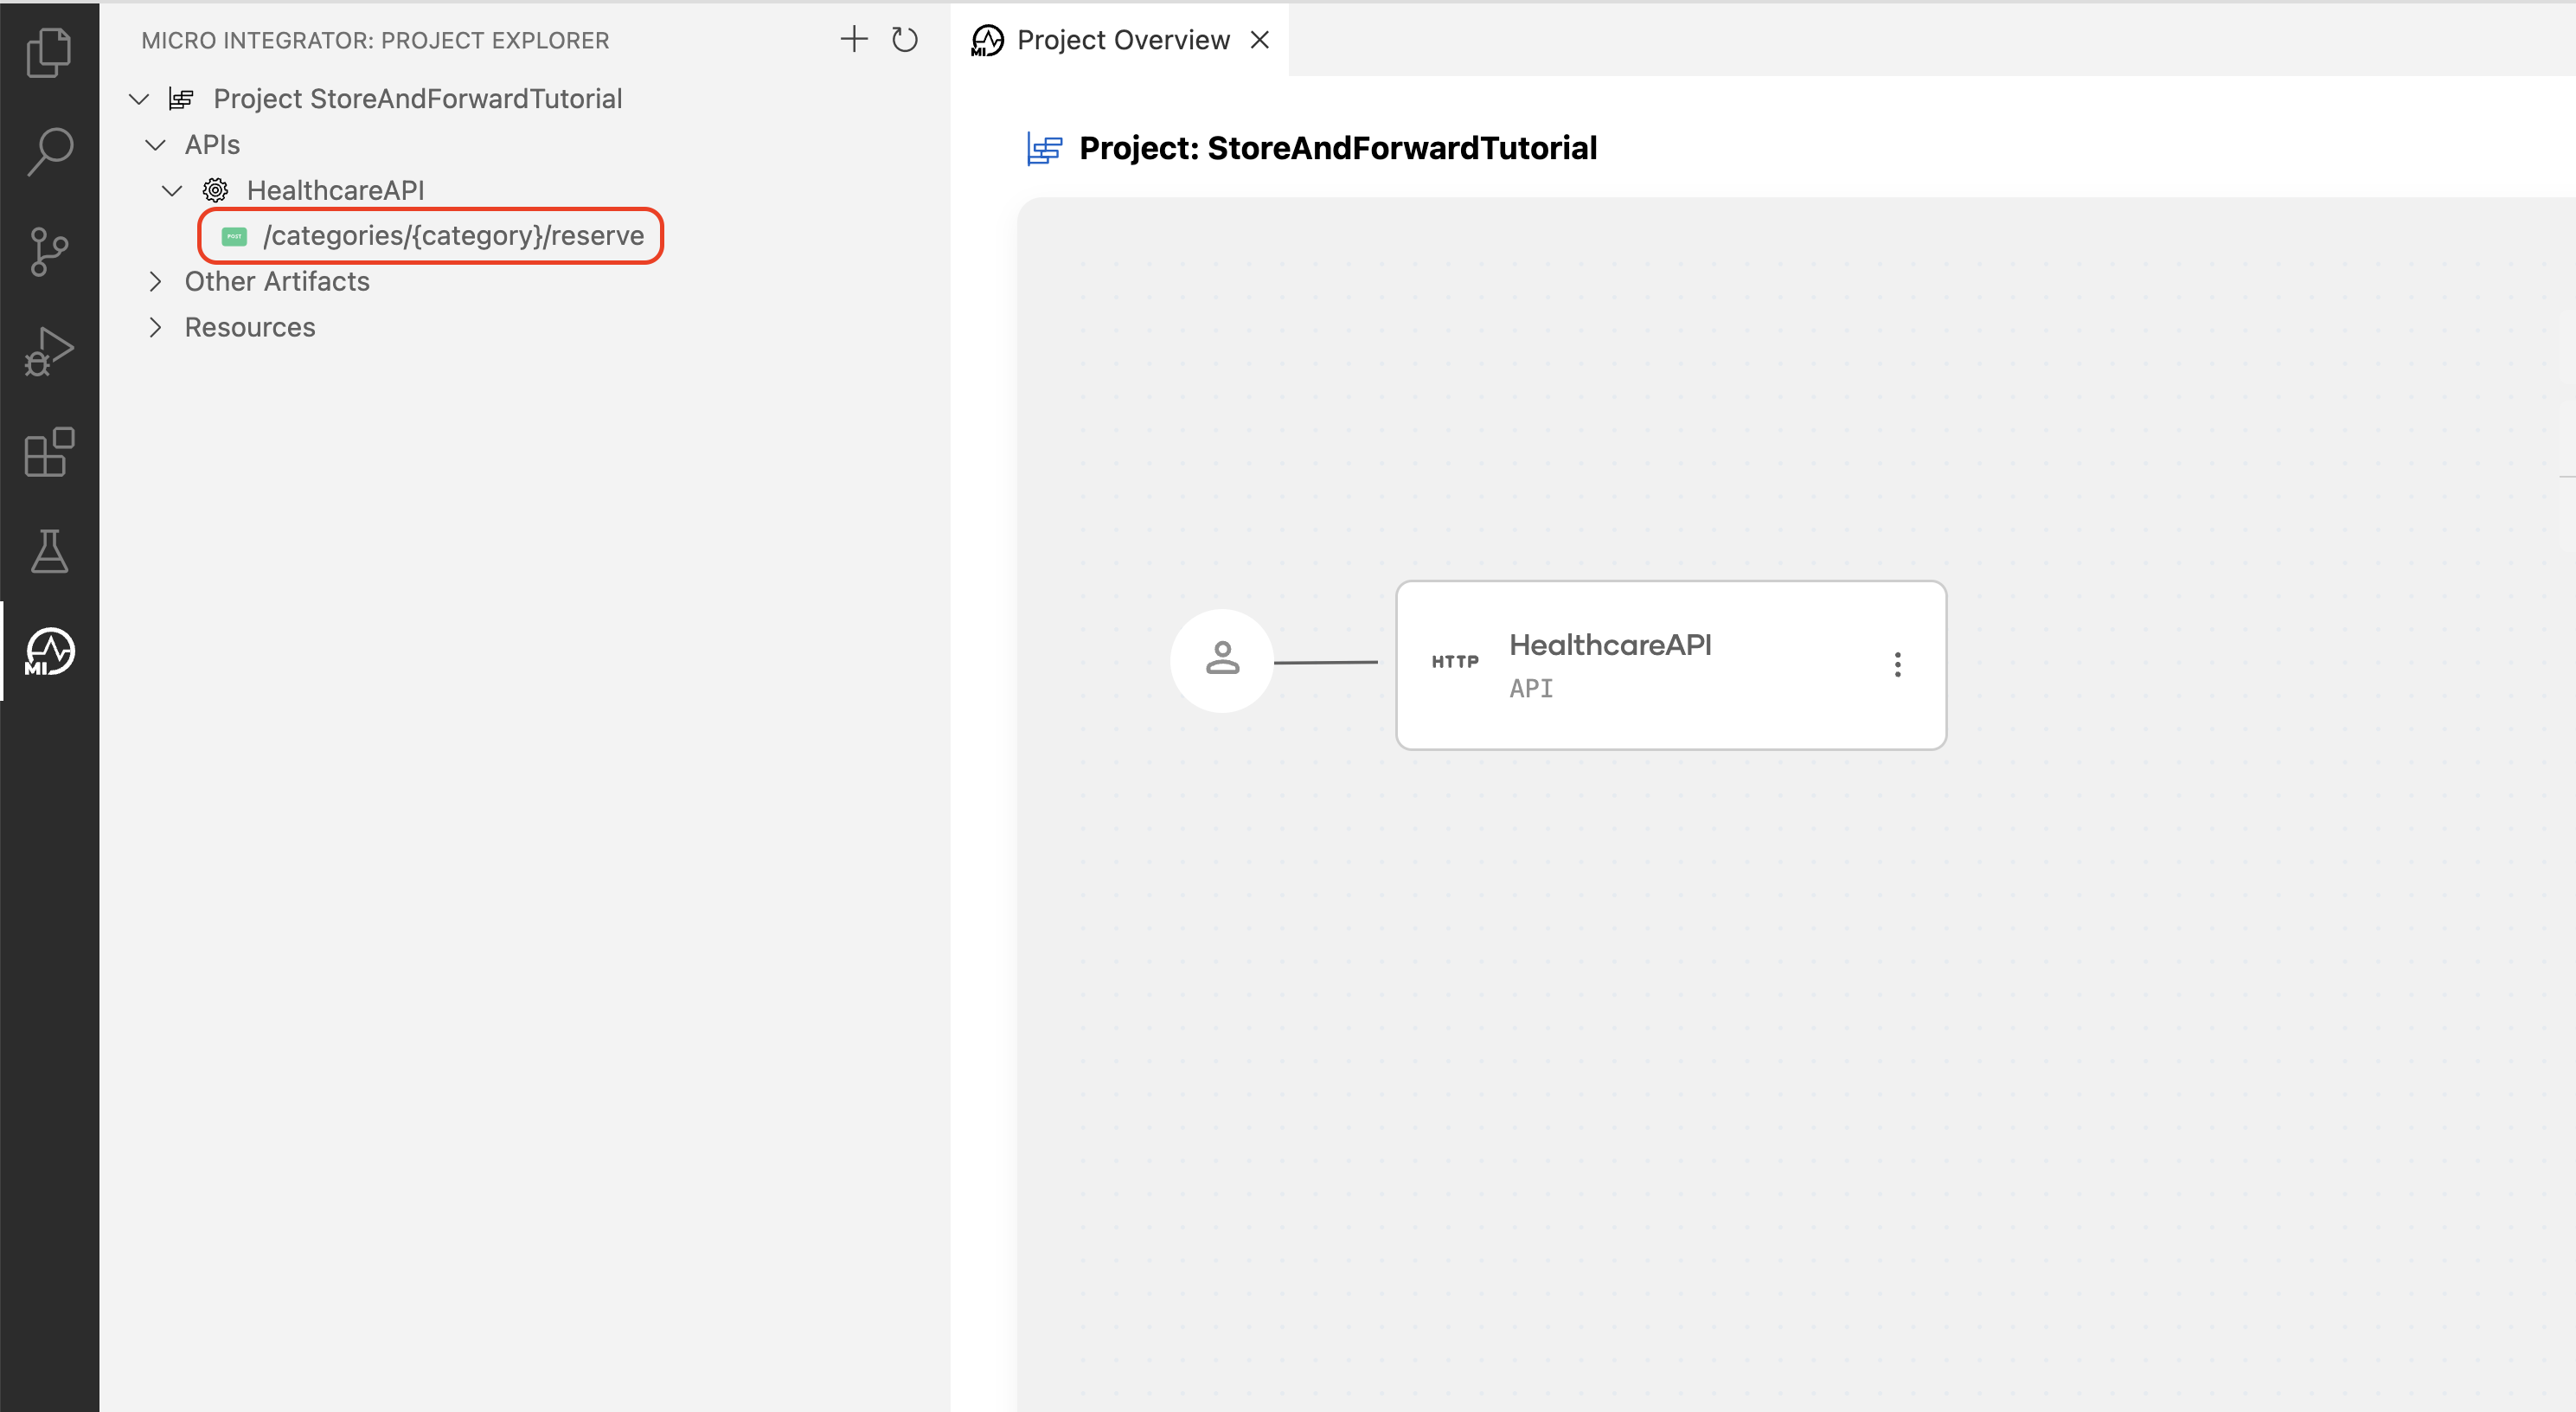 MICRO INTEGRATOR: PROJECT EXPLORER
Project StoreAndForwardTutorial
APIs
HealthcareAPI
POST /categories/{category}/reserve
Other Artifacts
Resources
MI
MI Project Overview
Project: StoreAndForwardTutorial
HTTP
HealthcareAPI
API